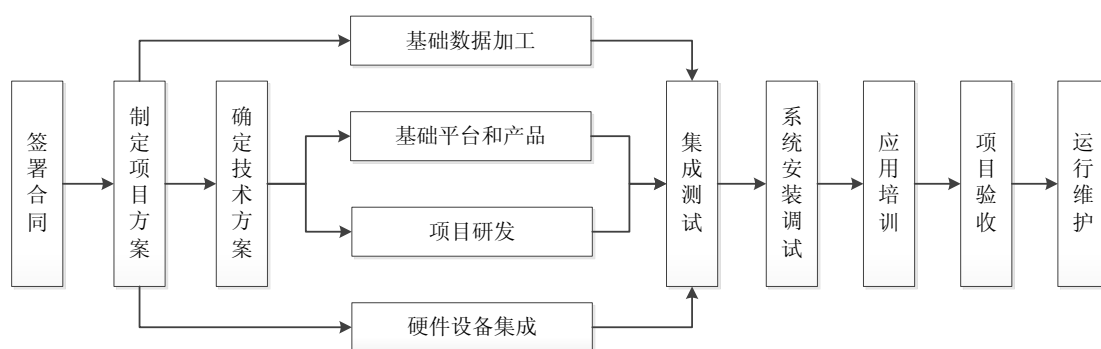 签署合同
制定项目方案
确定技术方案
基础数据加工
基础平台和产品
项目研发
硬件设备集成
集成测试
系统安装调试
应用培训
项目验收
运行维护